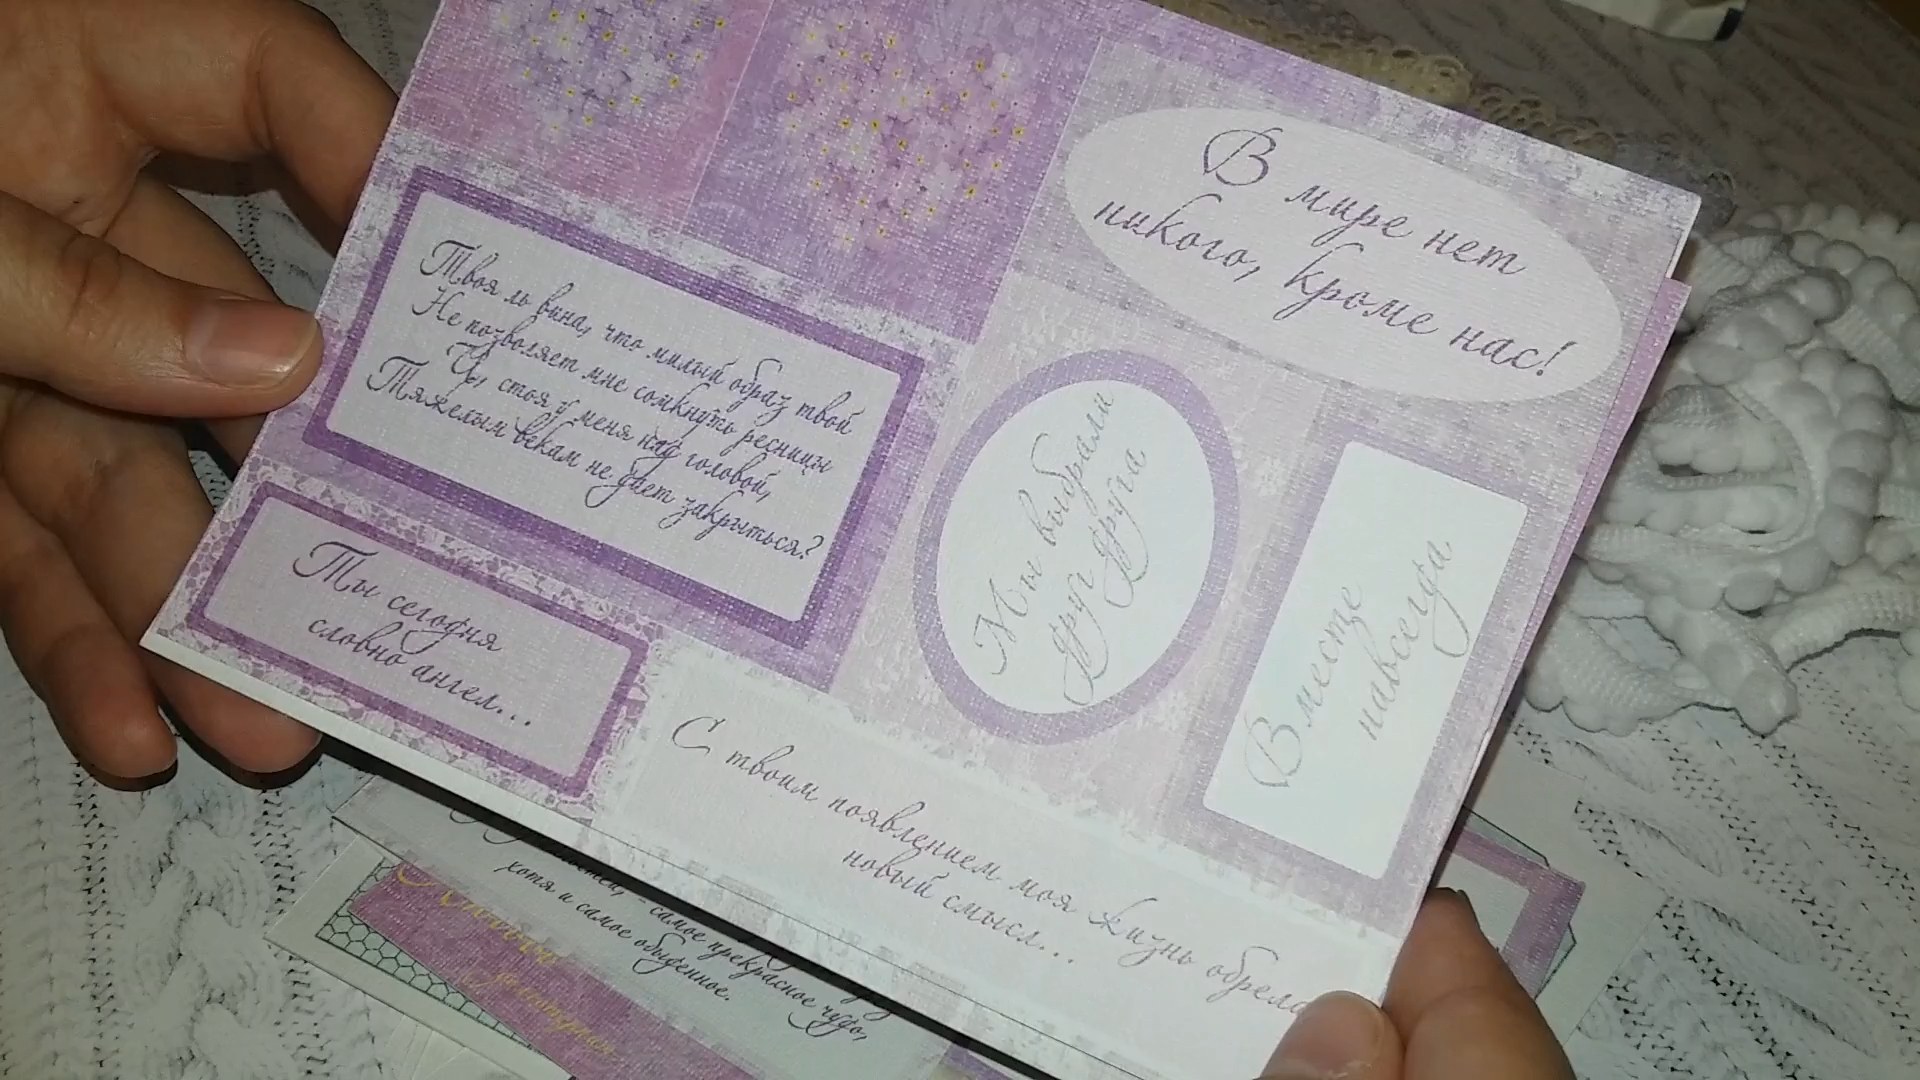 В мире нет
никого, кроме нас!
Твоя ль вина, что милый образ твой
Не позволяет мне сомкнуть ресницы
И, стоя у меня над головой,
Тяжелым векам не дает закрыться?
Мы выбрали
друг друга
Вместе
навсегда
Ты сегодня
словно ангел...
С твоим появлением моя жизнь обрела
новый смысл...
самое прекрасное чудо,
хотя и самое обыденное.